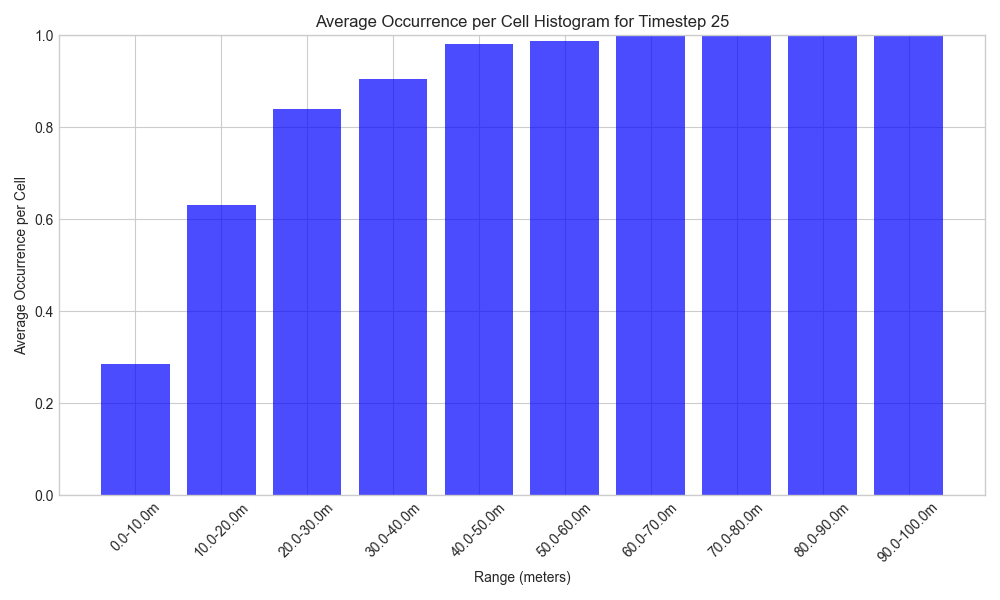 Average Occurrence per Cell Histogram for Timestep 25
Average Occurrence per Cell
1.0
0.8
0.6
0.4
0.2
0.0
0.0-10.0m
10.0-20.0m
20.0-30.0m
30.0-40.0m
40.0-50.0m
50.0-60.0m
60.0-70.0m
70.0-80.0m
80.0-90.0m
90.0-100.0m
Range (meters)